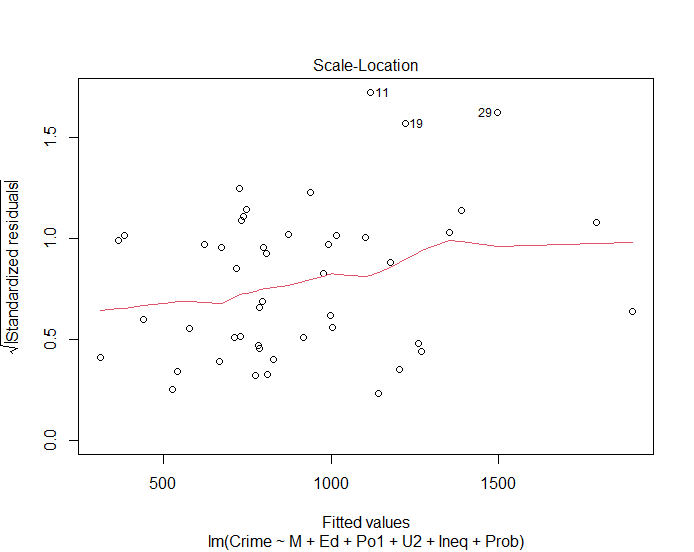 Scale-Location
√|Standardized residuals|
1.5
1.0
0.5
0.0
11
19
29
500
1000
1500
Fitted values
lm(Crime ~ M + Ed + Po1 + U2 + Ineq + Prob)